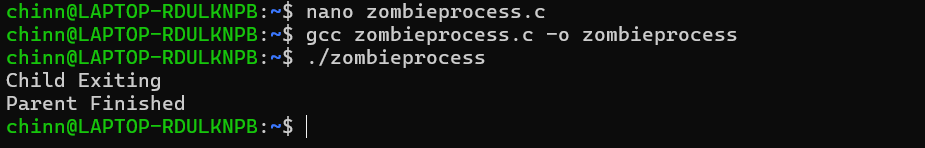 chinn@LAPTOP-RDULKNPB:~$ nano zombieprocess.c
chinn@LAPTOP-RDULKNPB:~$ gcc zombieprocess.c -o zombieprocess
chinn@LAPTOP-RDULKNPB:~$ ./zombieprocess
Child Exiting
Parent Finished
chinn@LAPTOP-RDULKNPB:~$